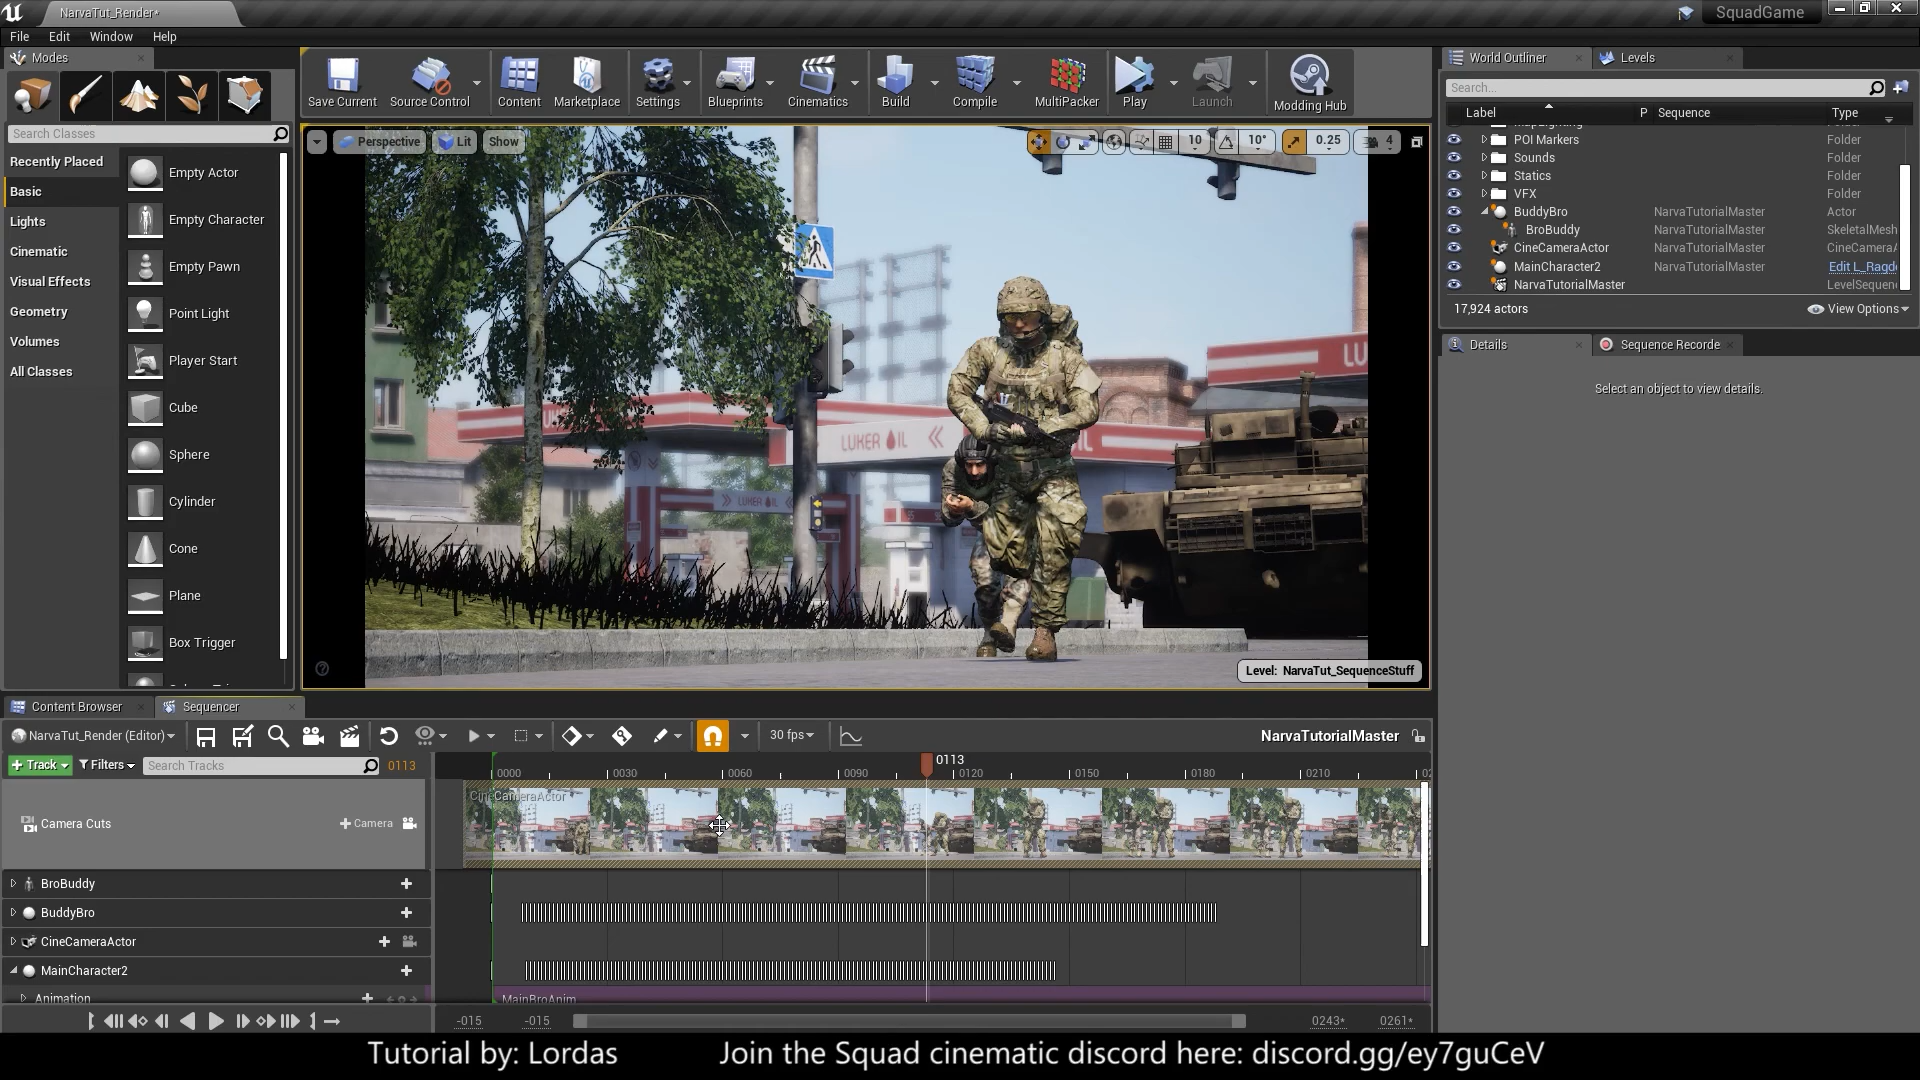 NarvaTut_Render*
SquadGame
File Edit Window Help
Modes
Search Classes
Recently Placed
Basic
Lights
Cinematic
Visual Effects
Geometry
Volumes
All Classes
Empty Actor
Empty Character
Empty Pawn
Point Light
Player Start
Cube
Sphere
Cylinder
Cone
Plane
Box Trigger
Save Current
Source Control
Content
Marketplace
Settings
Blueprints
Cinematics
Build
Compile
MultiPacker
Play
Launch
Modding Hub
Perspective
Lit
Show
10
10°
0.25
4
LUKER OIL
LUKER OIL
LU
Level: NarvaTut_SequenceStuff
World Outliner
Levels
Search...
Label P Sequence Type
POI Markers Folder
Sounds Folder
Statics Folder
VFX Folder
BuddyBro NarvaTutorialMaster Actor
BroBuddy NarvaTutorialMaster SkeletalMesh
CineCameraActor NarvaTutorialMaster CineCameraA
MainCharacter2 NarvaTutorialMaster Edit L_Ragd
NarvaTutorialMaster LevelSequen
17,924 actors
View Options
Details
Sequence Recorde
Select an object to view details.
Content Browser
Sequencer
NarvaTut_Render (Editor)
30 fps
NarvaTutorialMaster
+ Track
Filters
Search Tracks
0113
0113
0000 0030 0060 0090 0120 0150 0180 0210
CineCameraActor
Camera Cuts
+ Camera
BroBuddy
BuddyBro
CineCameraActor
MainCharacter2
Animation
MainBroAnim
-015 -015 0243* 0261*
Tutorial by: Lordas
Join the Squad cinematic discord here: discord.gg/ey7guCeV